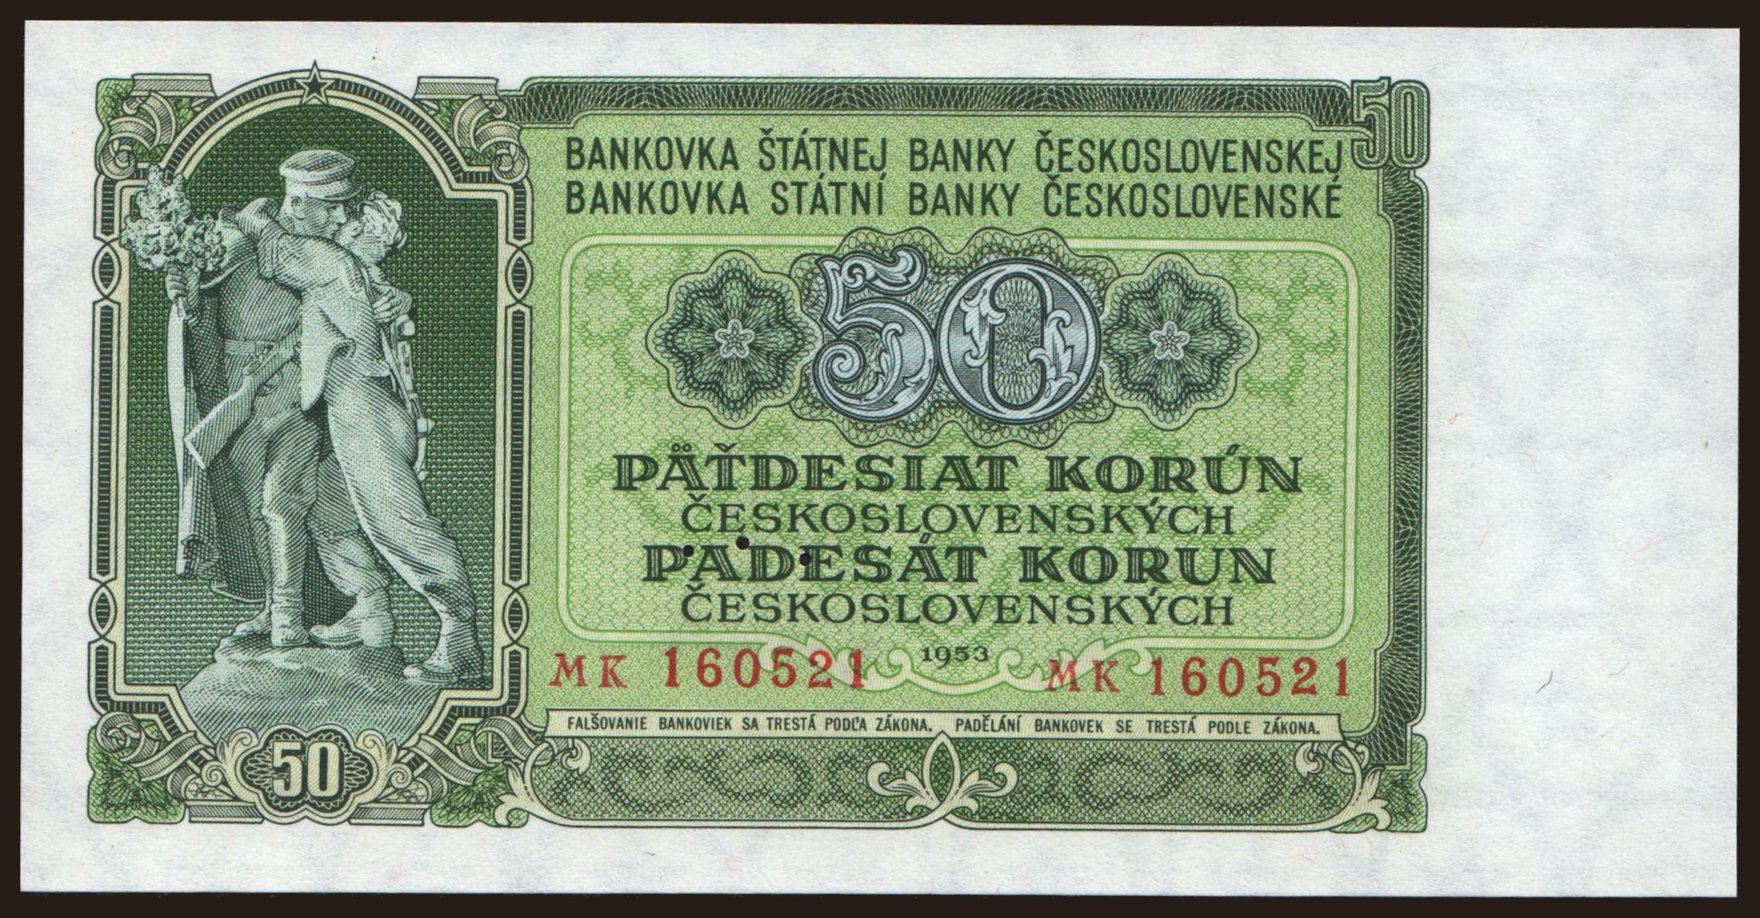 50
BANKOVKA ŠTÁTNEJ BANKY ČESKOSLOVENSKEJ
BANKOVKA STÁTNÍ BANKY ČESKOSLOVENSKÉ
50
PÄŤDESIAT KORÚN
ČESKOSLOVENSKÝCH
PADESÁT KORUN
ČESKOSLOVENSKÝCH
1953
MK 160521 MK 160521
FALŠOVANIE BANKOVIEK SA TRESTÁ PODĽA ZÁKONA. PADĚLÁNÍ BANKOVEK SE TRESTÁ PODLE ZÁKONA.
50